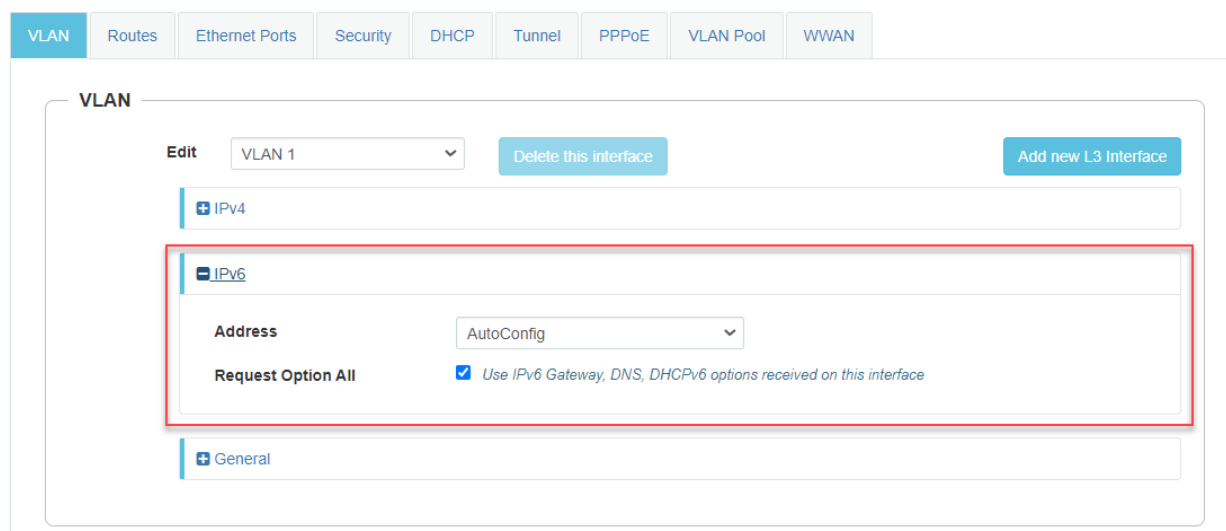 VLAN Routes Ethernet Ports Security DHCP Tunnel PPPoE VLAN Pool WWAN
VLAN
Edit VLAN 1 Delete this interface Add new L3 Interface
IPv4
IPv6
Address AutoConfig
Request Option All Use IPv6 Gateway, DNS, DHCPv6 options received on this interface
General